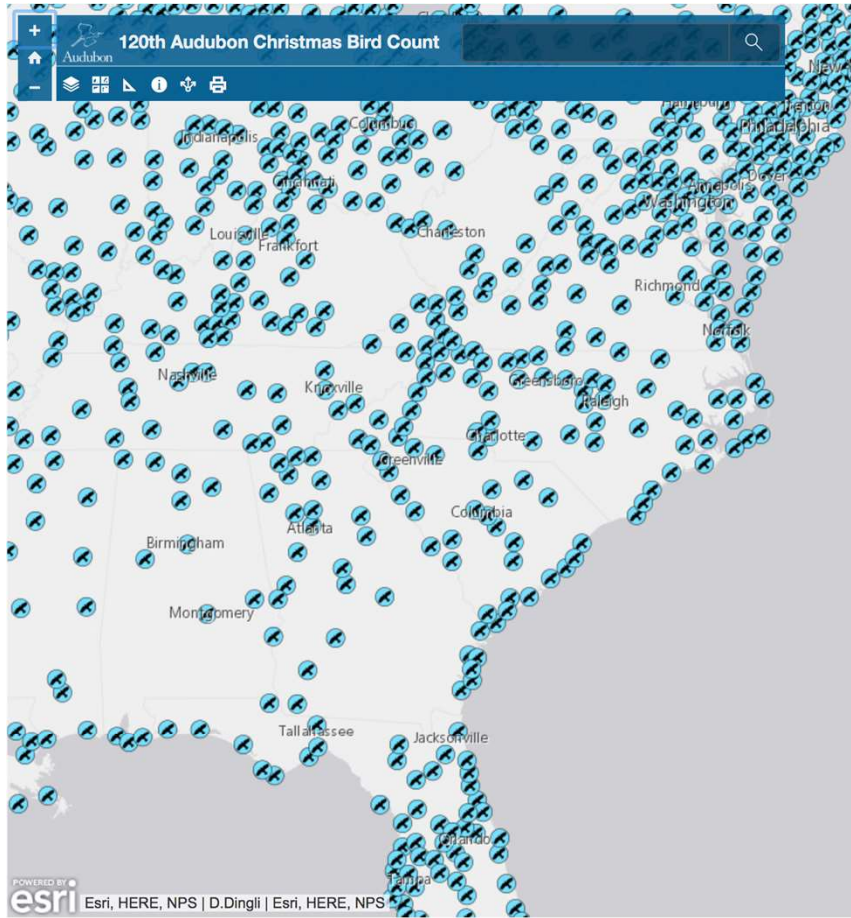 +
120th Audubon Christmas Bird Count
Audubon
−
Indianapolis
Columbus
Harrisburg
New
Trenton
Philadelphia
Cincinnati
Dover
Annapolis
Washington
Louisville
Frankfort
Charleston
Richmond
Norfolk
Nashville
Knoxville
Greensboro
Raleigh
Charlotte
Greenville
Columbia
Atlanta
Birmingham
Montgomery
Tallahassee
Jacksonville
Orlando
Tampa
POWERED BY
esri
Esri, HERE, NPS | D.Dingli | Esri, HERE, NPS